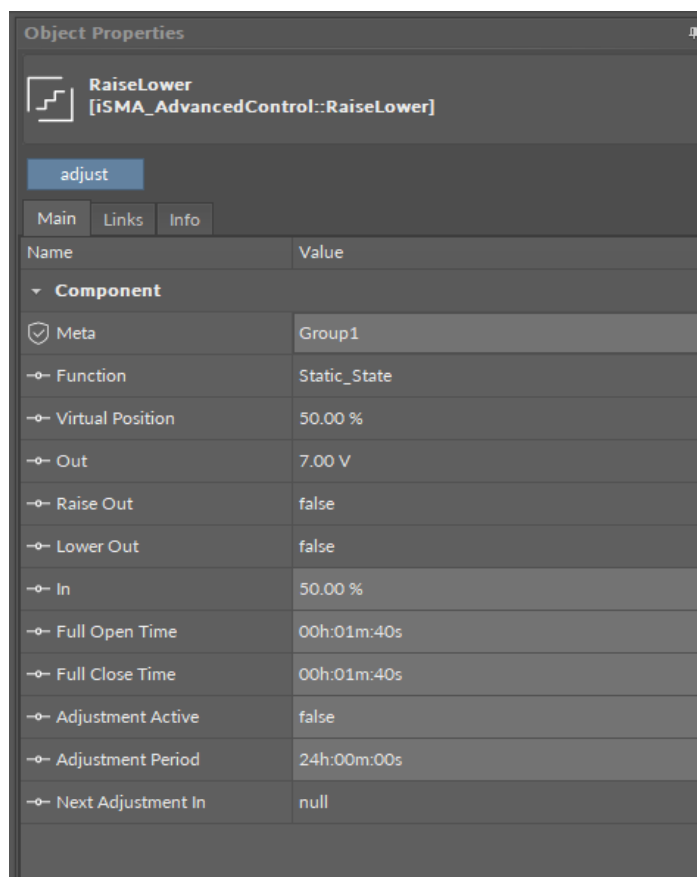 Object Properties
RaiseLower
[iSMA_AdvancedControl::RaiseLower]
adjust
Main Links Info
Name Value
Component
Meta Group1
Function Static_State
Virtual Position 50.00 %
Out 7.00 V
Raise Out false
Lower Out false
In 50.00 %
Full Open Time 00h:01m:40s
Full Close Time 00h:01m:40s
Adjustment Active false
Adjustment Period 24h:00m:00s
Next Adjustment In null